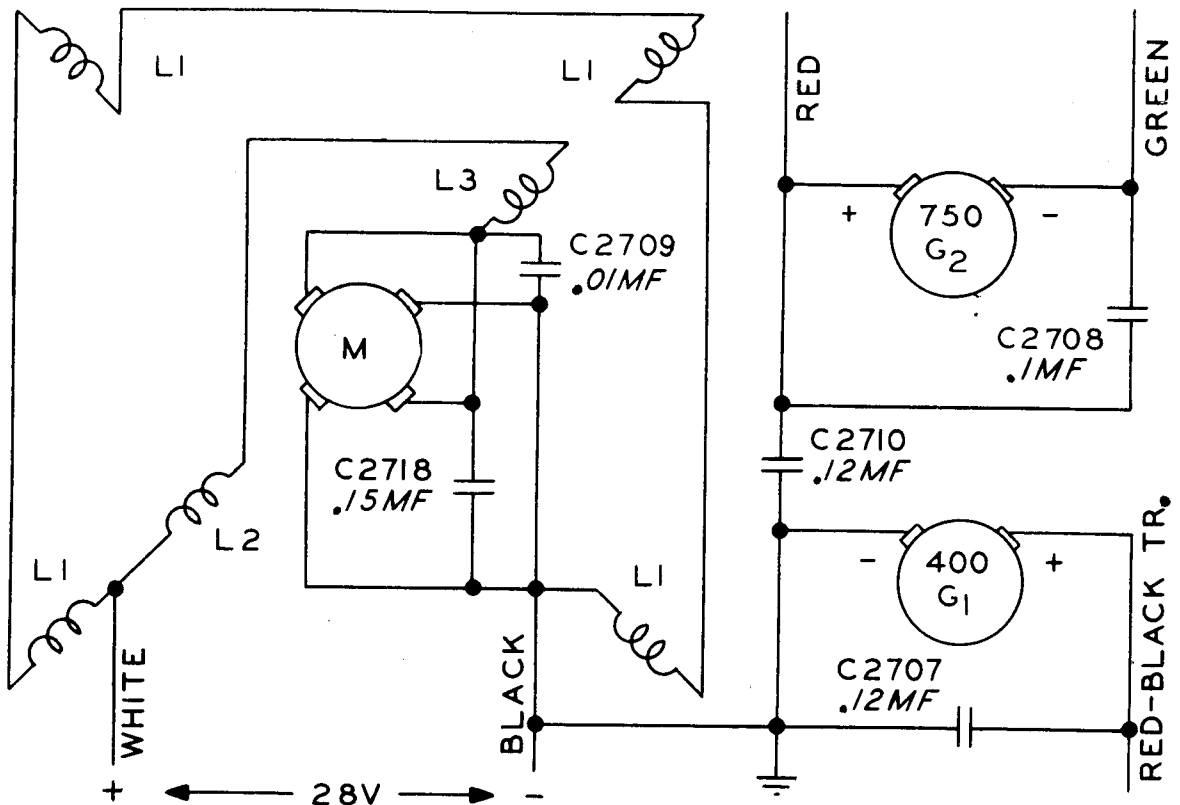 L1
L1
RED
GREEN
L3
C2709
.01MF
+
750
-
G2
M
C2708
.1MF
C2718
.15MF
C2710
.12MF
L2
L1
L1
-
400
+
G1
C2707
.12MF
WHITE
BLACK
RED-BLACK TR.
+
28V
-